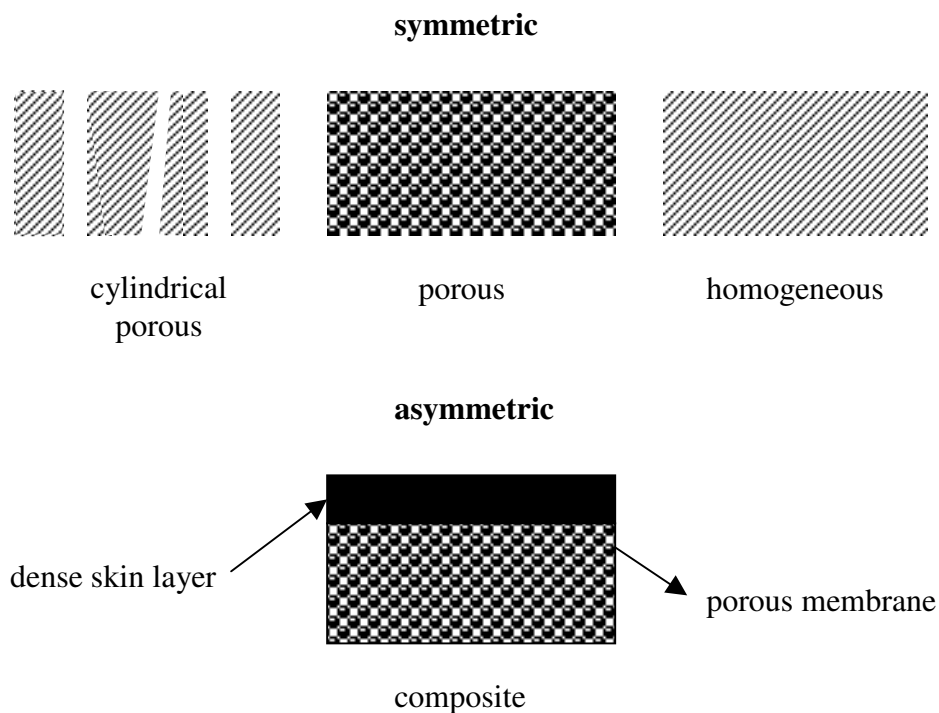 symmetric
cylindrical
porous
porous
homogeneous
asymmetric
dense skin layer
porous membrane
composite